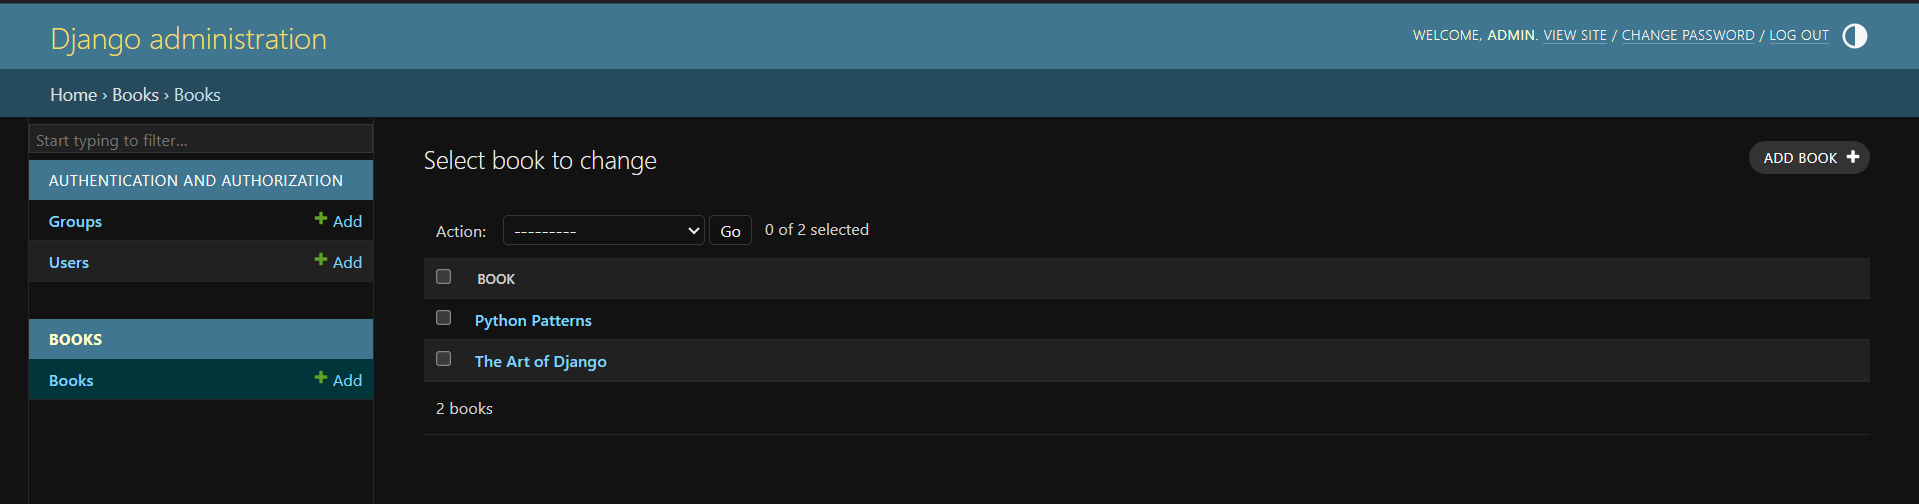 Django administration
WELCOME, ADMIN. VIEW SITE / CHANGE PASSWORD / LOG OUT
Home › Books › Books
Start typing to filter...
AUTHENTICATION AND AUTHORIZATION
Groups
Add
Users
Add
BOOKS
Books
Add
Select book to change
ADD BOOK
Action: --------- Go 0 of 2 selected
BOOK
Python Patterns
The Art of Django
2 books